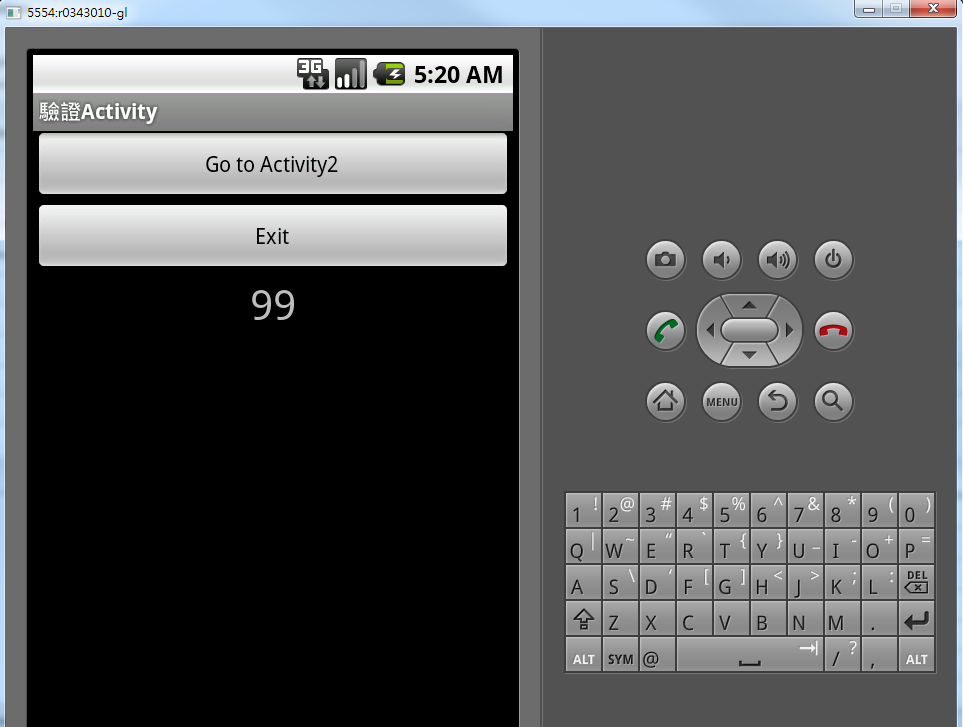 5554:r0343010-gl
3G 5:20 AM
驗證Activity
Go to Activity2
Exit
99
MENU
1 ! 2 @ 3 # 4 $ 5 % 6 ^ 7 & 8 * 9 ( 0 )
Q | W ~ E “ R ` T { Y } U _ I - O + P =
A S \ D ' F [ G ] H < J > K ; L : DEL
Z X C V B N M .
ALT SYM @ / ? , ALT